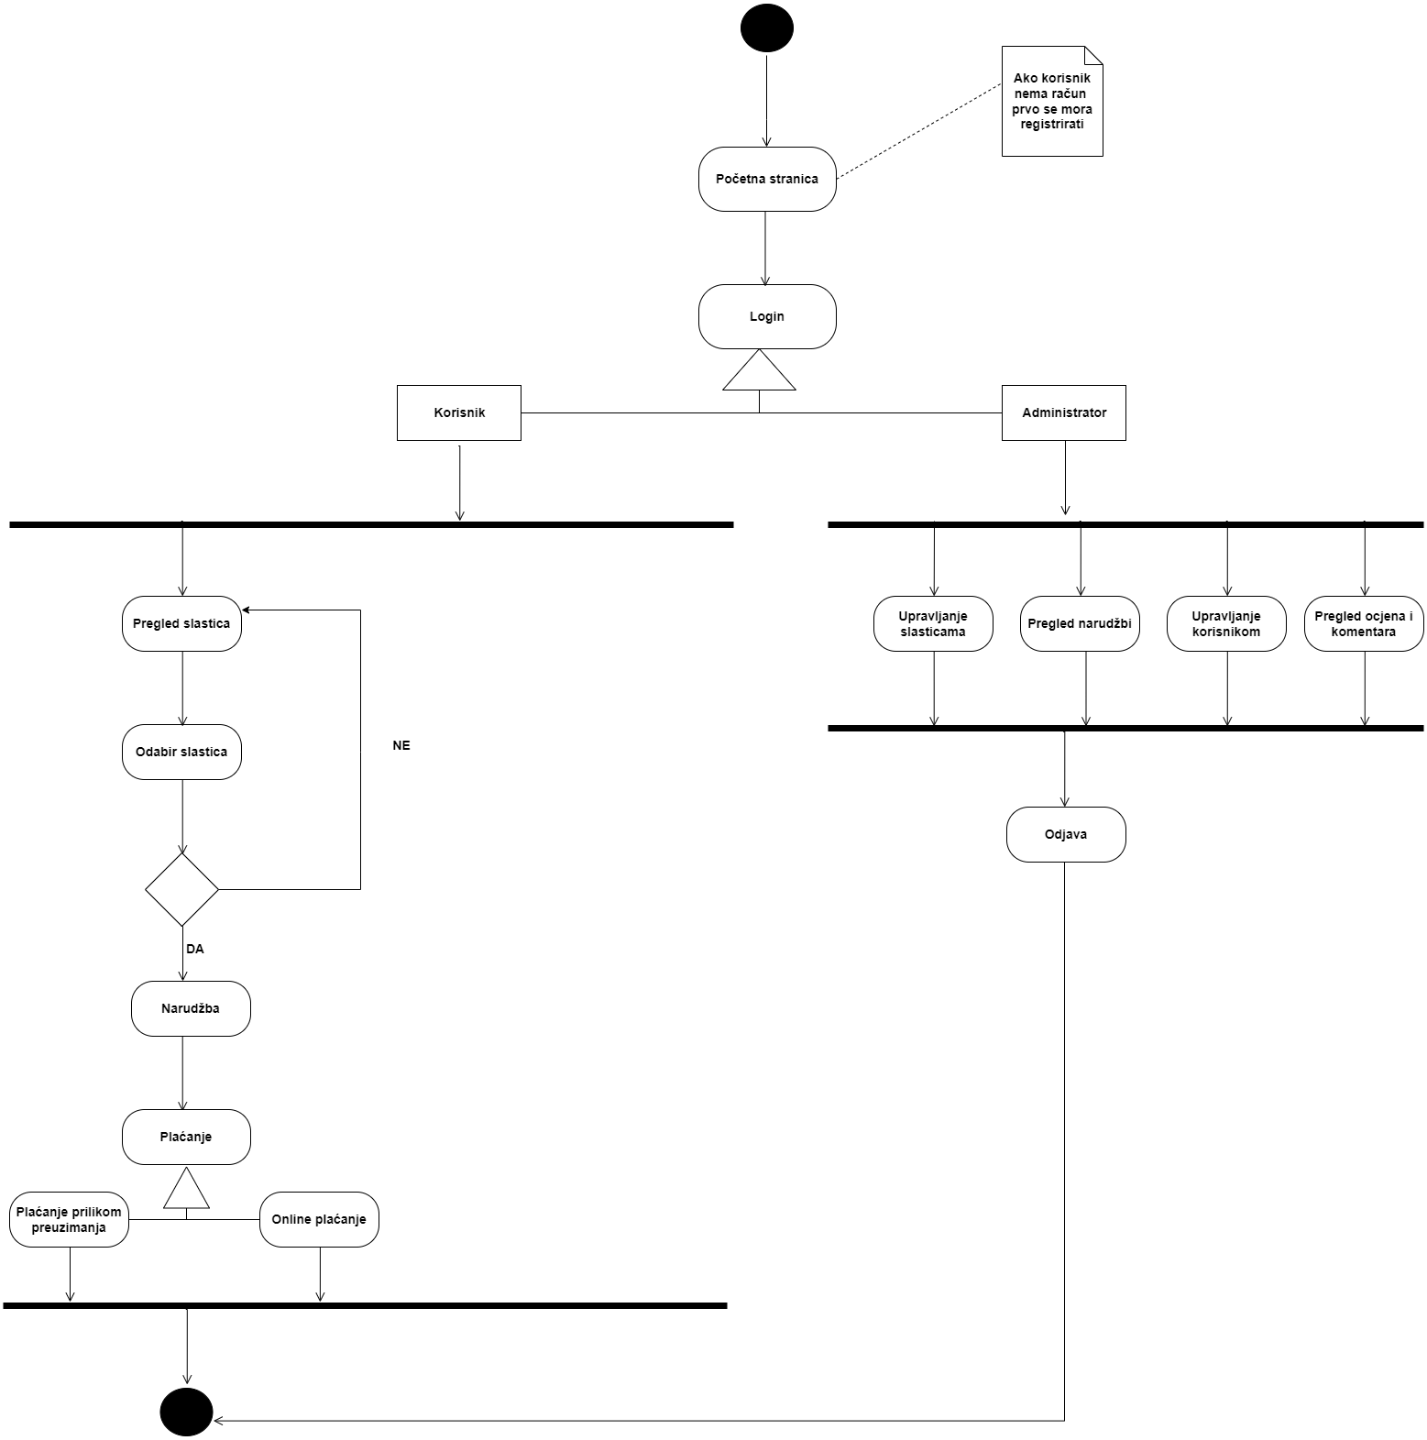 Ako korisnik
nema račun
prvo se mora
registrirati
Početna stranica
Login
Korisnik
Administrator
Pregled slastica
Upravljanje
slasticama
Pregled narudžbi
Upravljanje
korisnikom
Pregled ocjena i
komentara
Odabir slastica
NE
Odjava
DA
Narudžba
Plaćanje
Plaćanje prilikom
preuzimanja
Online plaćanje